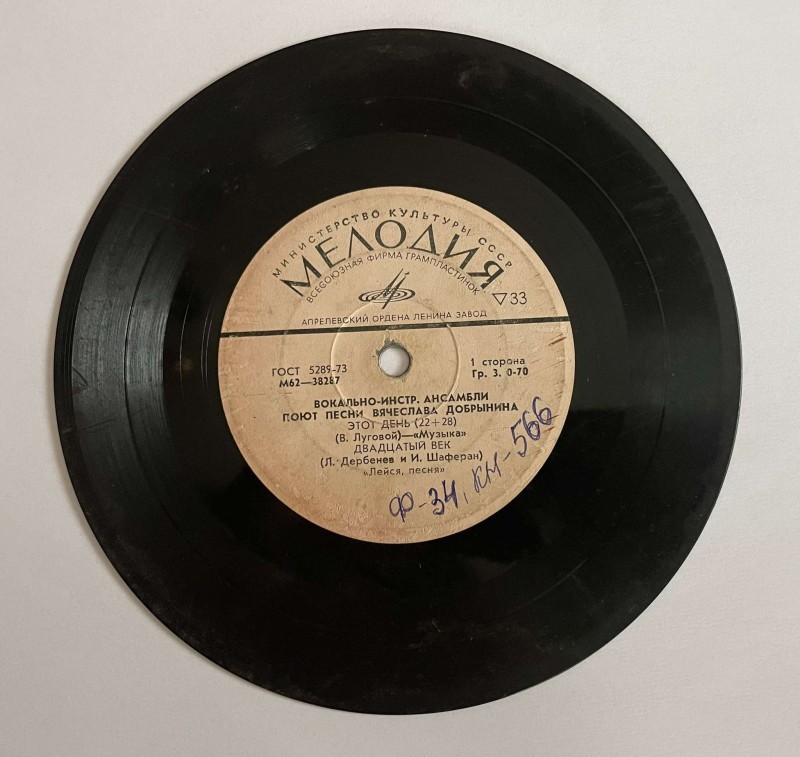 МИНИСТЕРСТВО КУЛЬТУРЫ СССР
МЕЛОДИЯ
ВСЕСОЮЗНАЯ ФИРМА ГРАМПЛАСТИНОК
▽33
АПРЕЛЕВСКИЙ ОРДЕНА ЛЕНИНА ЗАВОД
ГОСТ 5289-73
М62—38287
1 сторона
Гр. 3. 0-70
ВОКАЛЬНО-ИНСТР. АНСАМБЛИ
ПОЮТ ПЕСНИ ВЯЧЕСЛАВА ДОБРЫНИНА
ЭТОТ ДЕНЬ (22+28)
(В. Луговой)—«Музыка»
ДВАДЦАТЫЙ ВЕК
(Л. Дербенев и И. Шаферан)
«Лейся, песня»
Ф-34, КН-566